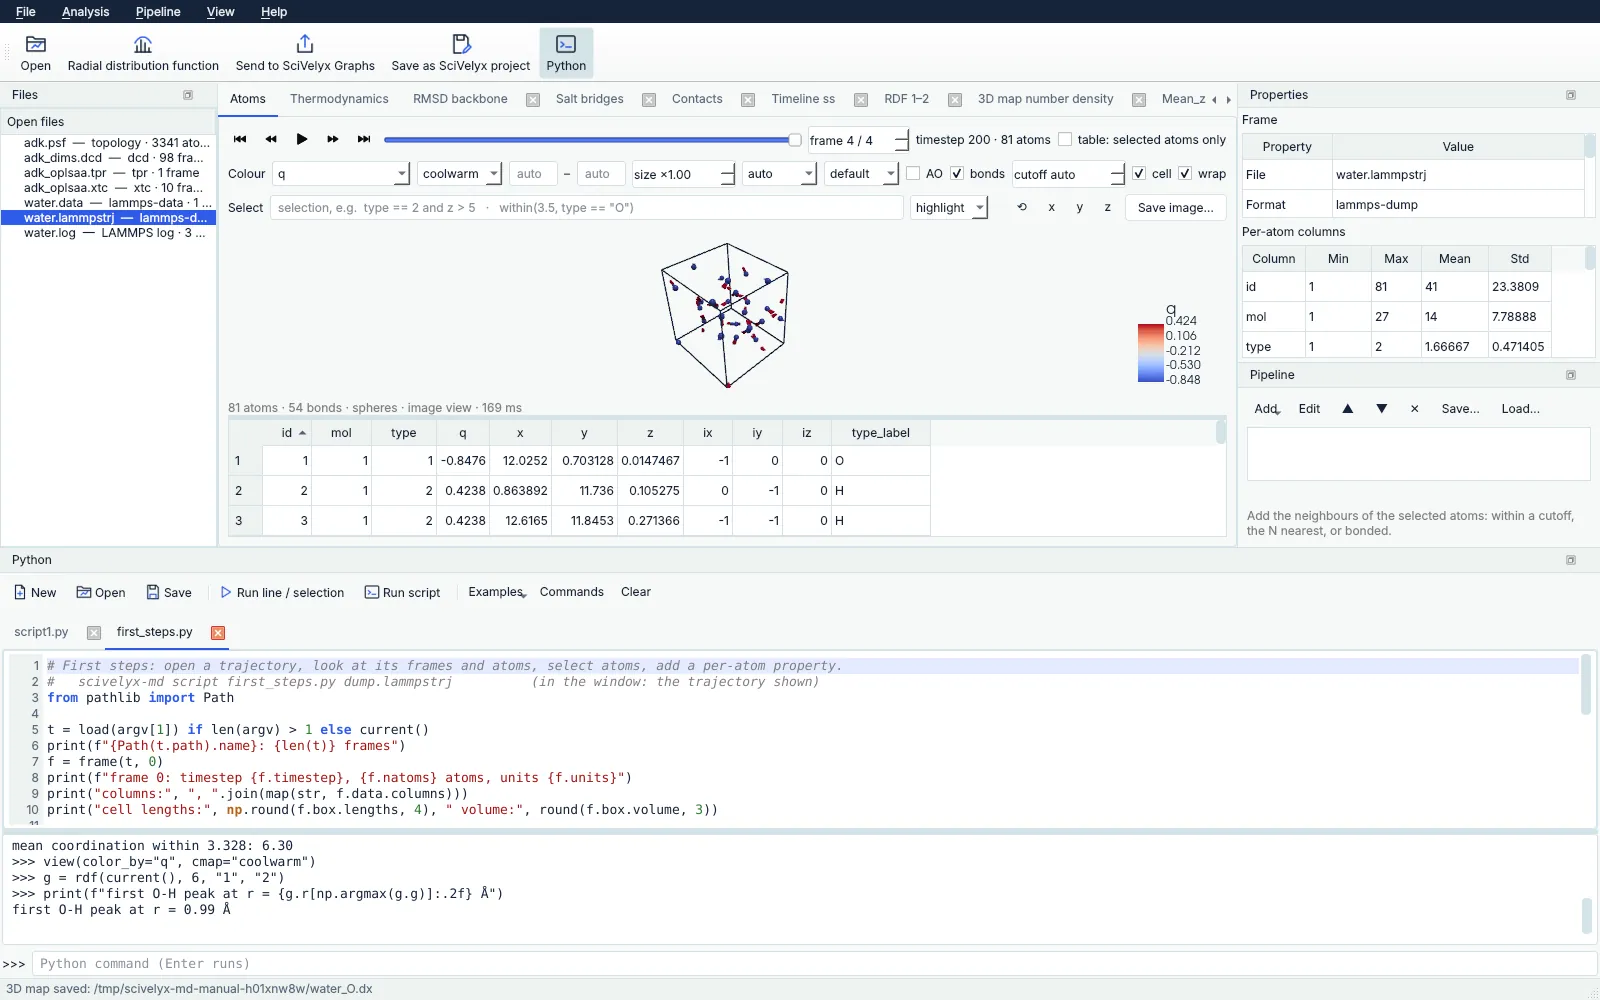 File Analysis Pipeline View Help
Open Radial distribution function Send to SciVelyx Graphs Save as SciVelyx project Python
Files
Open files
adk.psf — topology · 3341 ato...
adk_dims.dcd — dcd · 98 fra...
adk_oplsaa.tpr — tpr · 1 frame
adk_oplsaa.xtc — xtc · 10 fra...
water.data — lammps-data · 1 ...
water.lammpstrj — lammps-d...
water.log — LAMMPS log · 3 ...
Atoms Thermodynamics RMSD backbone Salt bridges Contacts Timeline ss RDF 1–2 3D map number density Mean_z
frame 4 / 4 timestep 200 · 81 atoms table: selected atoms only
Colour q coolwarm auto – auto size ×1.00 auto default AO bonds cutoff auto cell wrap
Select selection, e.g. type == 2 and z > 5 · within(3.5, type == "O") highlight ⟲ x y z Save image...
q
0.424
0.106
-0.212
-0.530
-0.848
81 atoms · 54 bonds · spheres · image view · 169 ms
id mol type q x y z ix iy iz type_label
1 1 1 1 -0.8476 12.0252 0.703128 0.0147467 -1 0 0 O
2 2 1 2 0.4238 0.863892 11.736 0.105275 0 -1 0 H
3 3 1 2 0.4238 12.6165 11.8453 0.271366 -1 -1 0 H
Properties
Frame
Property Value
File water.lammpstrj
Format lammps-dump
Per-atom columns
Column Min Max Mean Std
id 1 81 41 23.3809
mol 1 27 14 7.78888
type 1 2 1.66667 0.471405
Pipeline
Add Edit ▲ ▼ × Save... Load...
Add the neighbours of the selected atoms: within a cutoff,
the N nearest, or bonded.
Python
New Open Save Run line / selection Run script Examples Commands Clear
script1.py first_steps.py
1 # First steps: open a trajectory, look at its frames and atoms, select atoms, add a per-atom property.
2 #   scivelyx-md script first_steps.py dump.lammpstrj          (in the window: the trajectory shown)
3 from pathlib import Path
4
5 t = load(argv[1]) if len(argv) > 1 else current()
6 print(f"{Path(t.path).name}: {len(t)} frames")
7 f = frame(t, 0)
8 print(f"frame 0: timestep {f.timestep}, {f.natoms} atoms, units {f.units}")
9 print("columns:", ", ".join(map(str, f.data.columns)))
10 print("cell lengths:", np.round(f.box.lengths, 4), " volume:", round(f.box.volume, 3))
11
mean coordination within 3.328: 6.30
>>> view(color_by="q", cmap="coolwarm")
>>> g = rdf(current(), 6, "1", "2")
>>> print(f"first O-H peak at r = {g.r[np.argmax(g.g)]:.2f} Å")
first O-H peak at r = 0.99 Å
>>> Python command (Enter runs)
3D map saved: /tmp/scivelyx-md-manual-h01xnw8w/water_O.dx